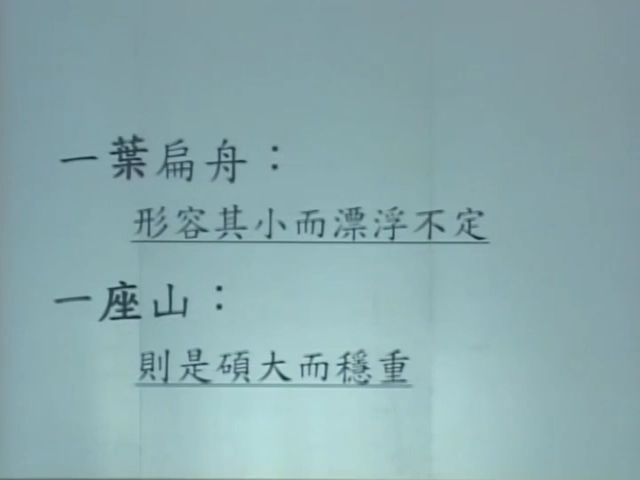 一葉扁舟：
形容其小而漂浮不定
一座山：
則是碩大而穩重